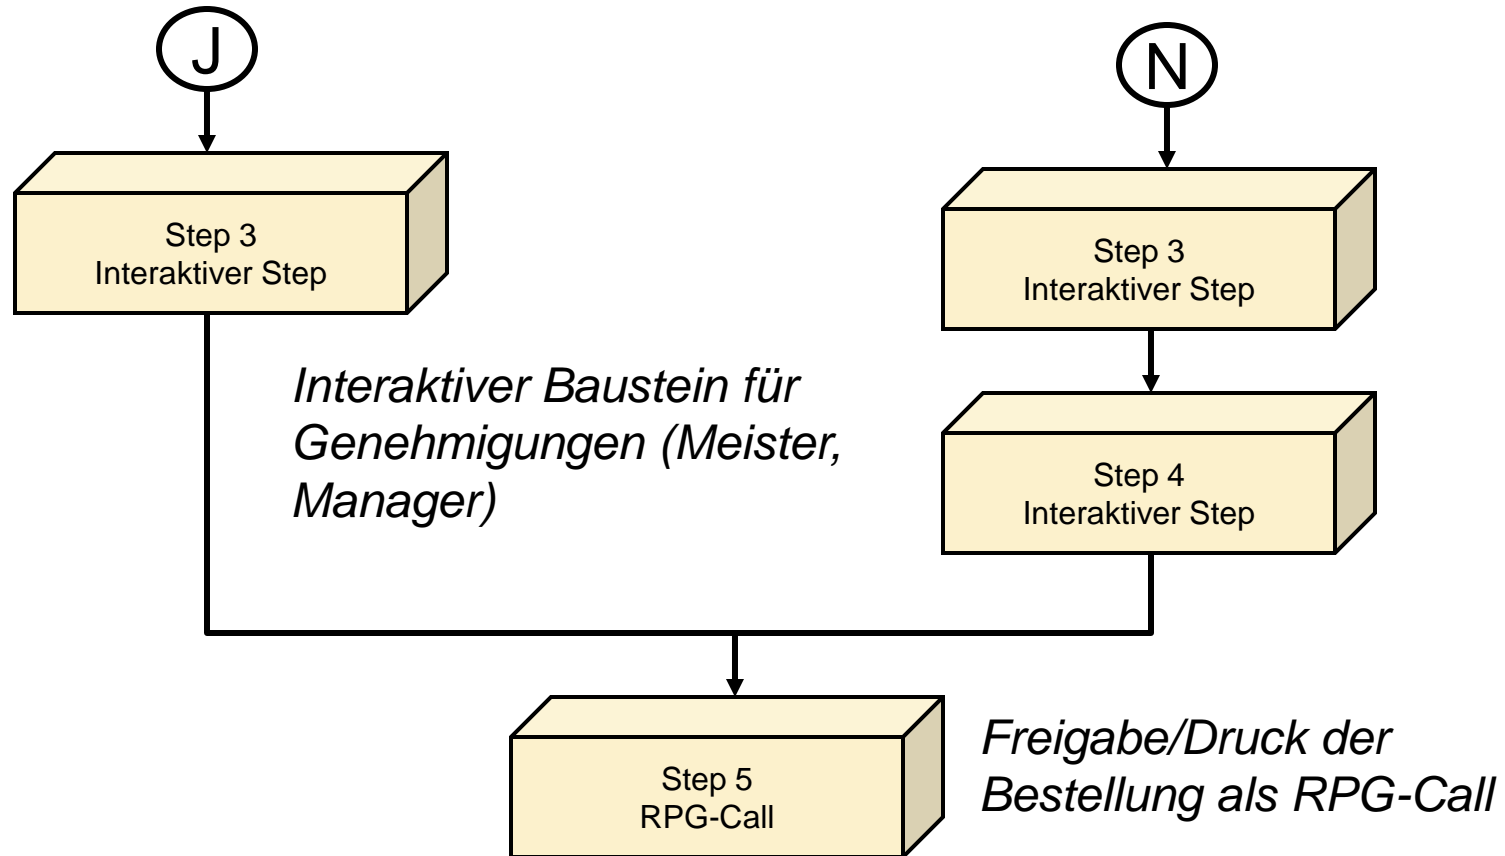 J
N
Step 3
Interaktiver Step
Step 3
Interaktiver Step
Interaktiver Baustein für
Genehmigungen (Meister,
Manager)
Step 4
Interaktiver Step
Step 5
RPG-Call
Freigabe/Druck der
Bestellung als RPG-Call